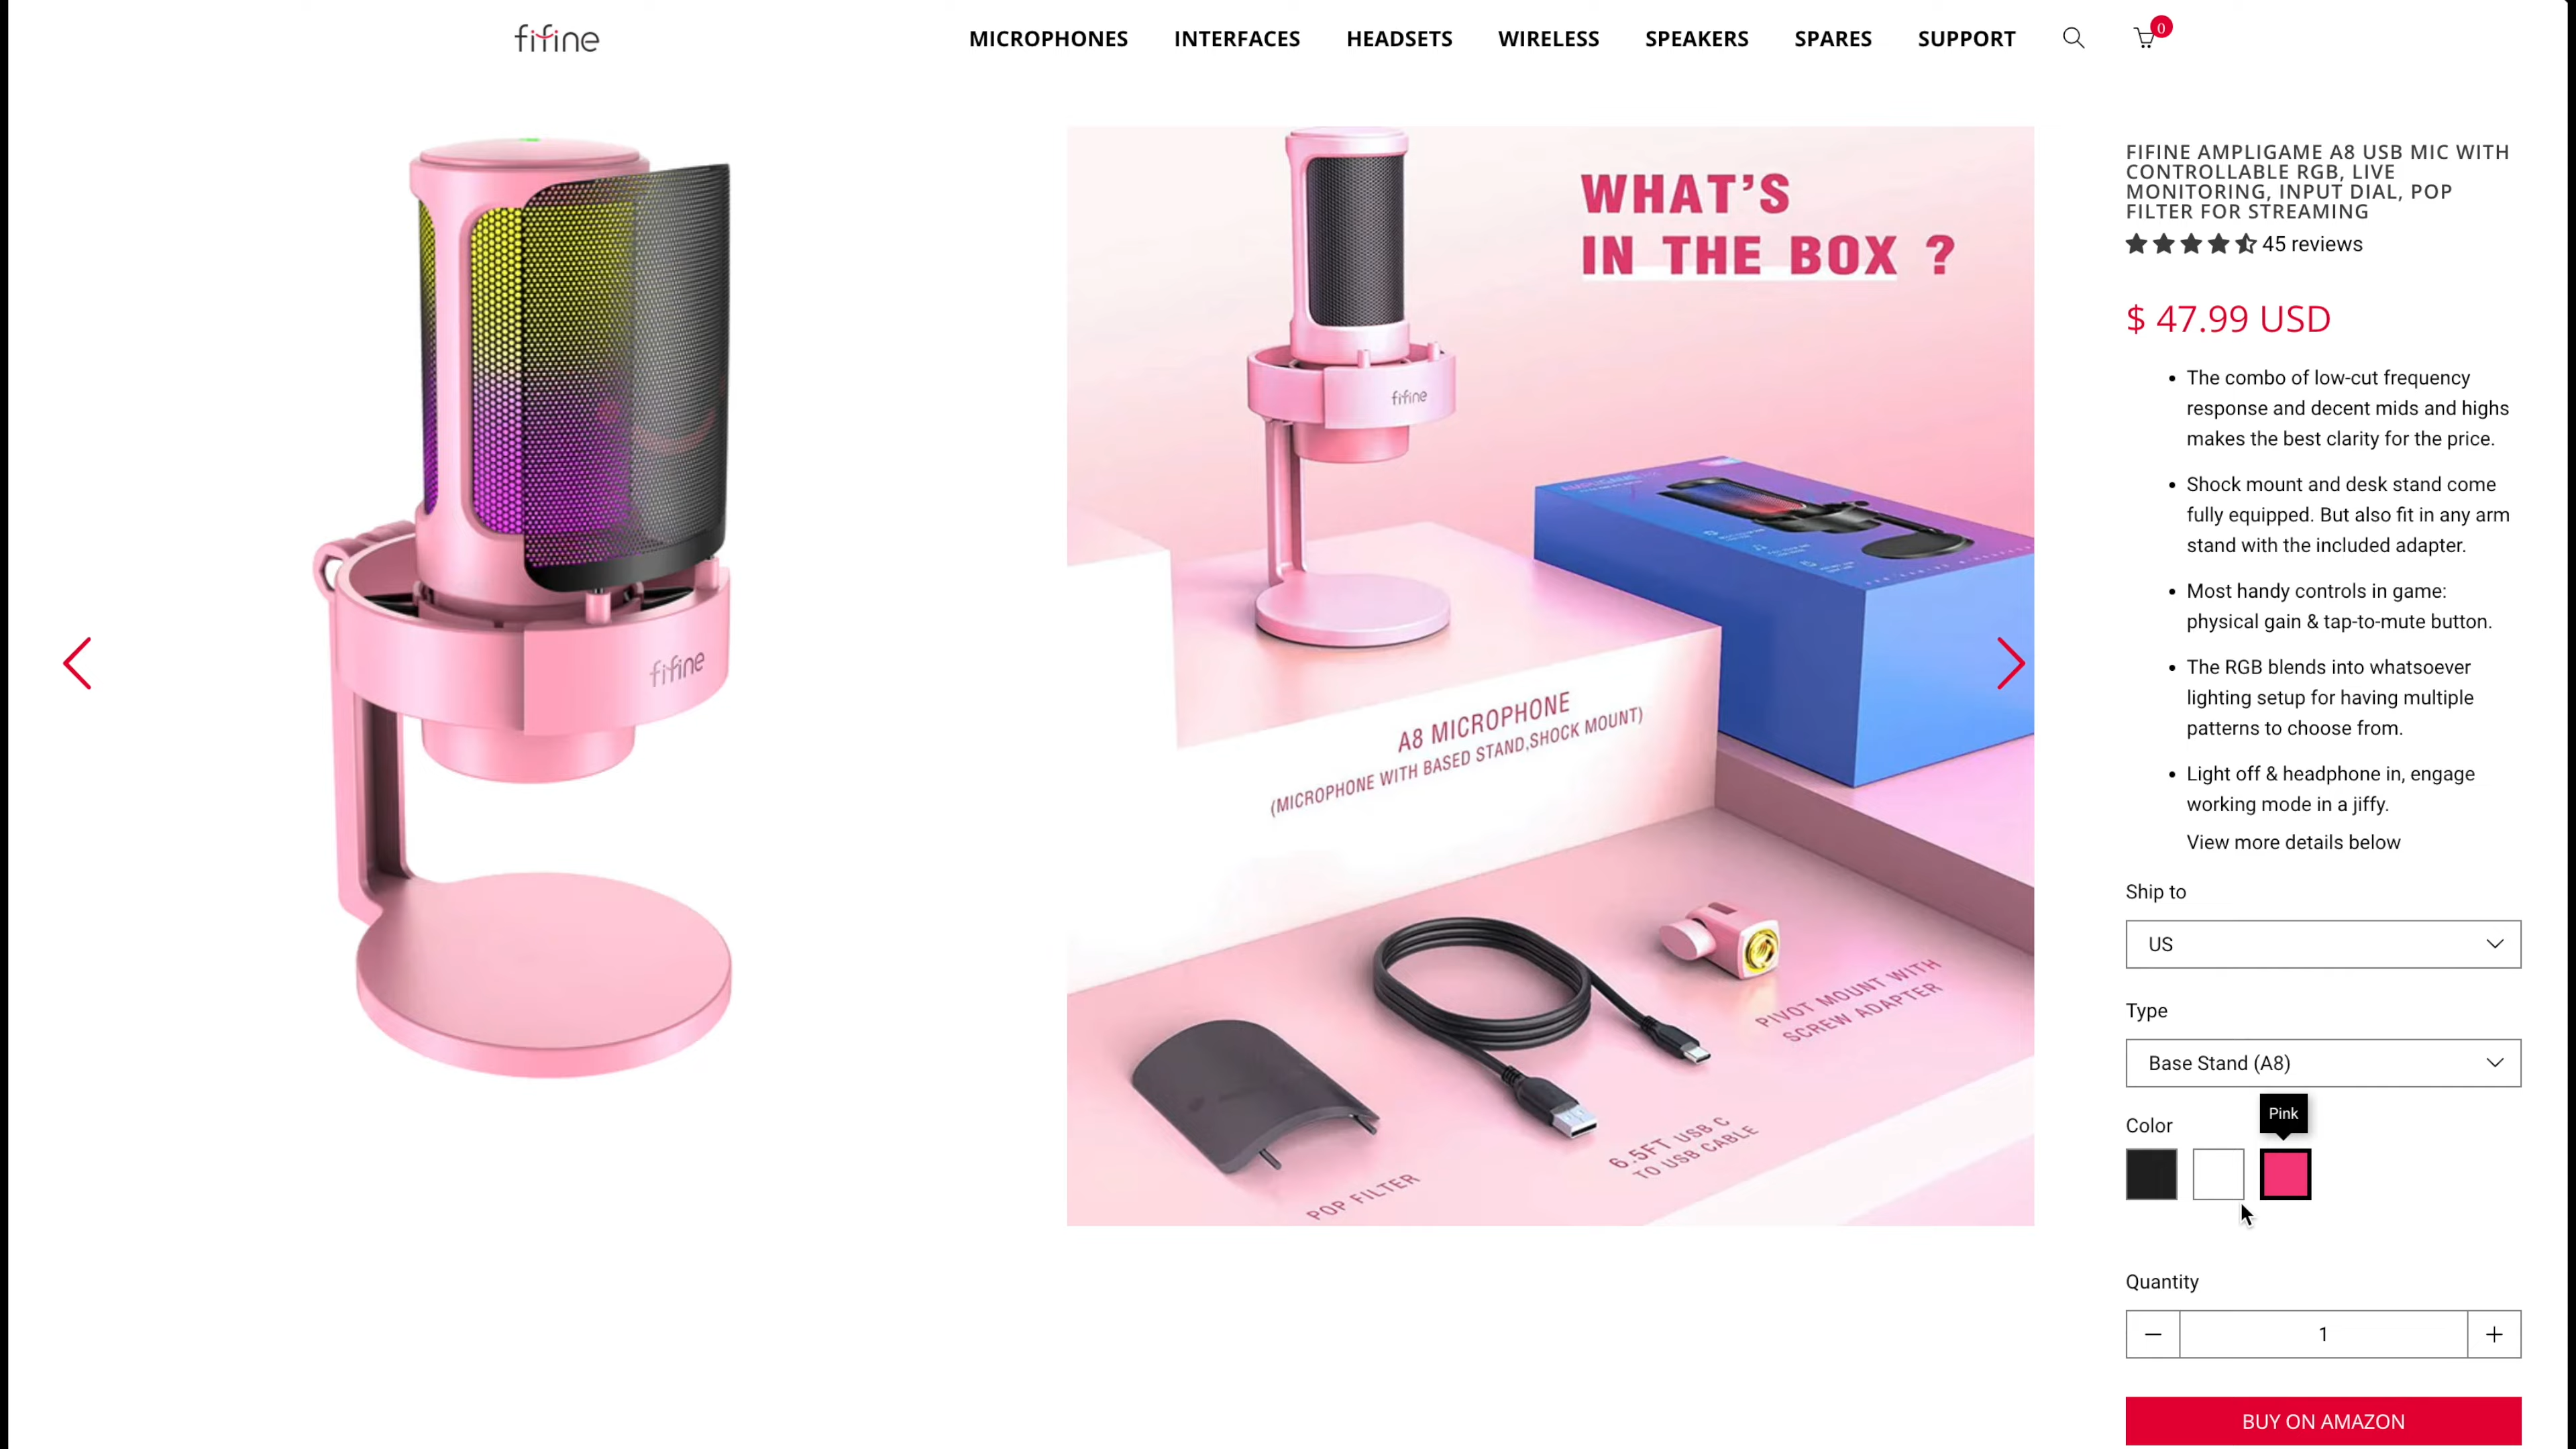 fifine
MICROPHONES INTERFACES HEADSETS WIRELESS SPEAKERS SPARES SUPPORT
0
fifine
WHAT'S
IN THE BOX ?
fifine
A8 MICROPHONE
(MICROPHONE WITH BASED STAND,SHOCK MOUNT)
PIVOT MOUNT WITH
SCREW ADAPTER
6.5FT USB C
TO USB CABLE
POP FILTER
FIFINE AMPLIGAME A8 USB MIC WITH
CONTROLLABLE RGB, LIVE
MONITORING, INPUT DIAL, POP
FILTER FOR STREAMING
45 reviews
$ 47.99 USD
• The combo of low-cut frequency
response and decent mids and highs
makes the best clarity for the price.
• Shock mount and desk stand come
fully equipped. But also fit in any arm
stand with the included adapter.
• Most handy controls in game:
physical gain & tap-to-mute button.
• The RGB blends into whatsoever
lighting setup for having multiple
patterns to choose from.
• Light off & headphone in, engage
working mode in a jiffy.
View more details below
Ship to
US
Type
Base Stand (A8)
Pink
Color
Quantity
− 1 +
BUY ON AMAZON